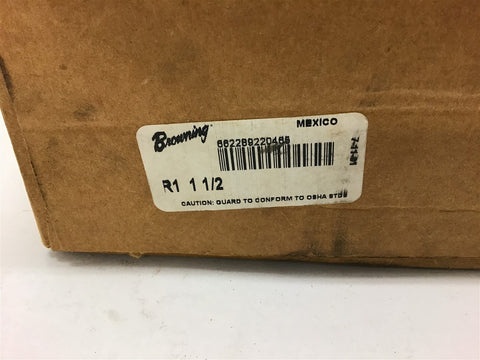 Browning
MEXICO
662289220465
R1 1 1/2
CAUTION: GUARD TO CONFORM TO OSHA STDS